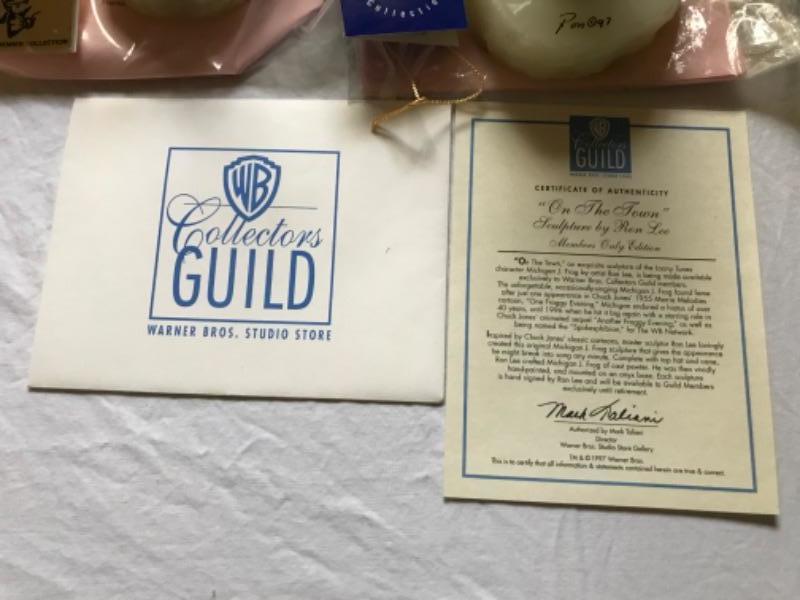 MEMBER COLLECTION
Collectio
Ron ©97
WB
Collectors
GUILD
WARNER BROS. STUDIO STORE
WB
Collectors
GUILD
WARNER BROS. STUDIO STORE
CERTIFICATE OF AUTHENTICITY
"On The Town"
Sculpture by Ron Lee
Members Only Edition
"On The Town," an exquisite sculpture of the Looney Tunes
character Michigan J. Frog by artist Ron Lee, is being made available
exclusively to Warner Bros. Collectors Guild members.
The unforgettable, occasionally-singing Michigan J. Frog found fame
after just one appearance in Chuck Jones' 1955 Merrie Melodies
cartoon, "One Froggy Evening." Michigan endured a hiatus of over
40 years, until 1996 when he hit it big again with a starring role in
Chuck Jones' animated sequel "Another Froggy Evening," as well as
being named the "Spokesphibian," for The WB Network.
Inspired by Chuck Jones' classic cartoons, master sculptor Ron Lee lovingly
created this original Michigan J. Frog sculpture that gives the appearance
he might break into song any minute. Complete with top hat and cane,
Ron Lee crafted Michigan J. Frog of cast pewter. He was then vividly
hand-painted, and mounted on an onyx base. Each sculpture
is hand signed by Ron Lee and will be available to Guild Members
exclusively until retirement.
Mark Taliani
Authorized by Mark Taliani
Director
Warner Bros. Studio Store Gallery
TM & © 1997 Warner Bros.
This is to certify that all information & statements contained herein are true & correct.